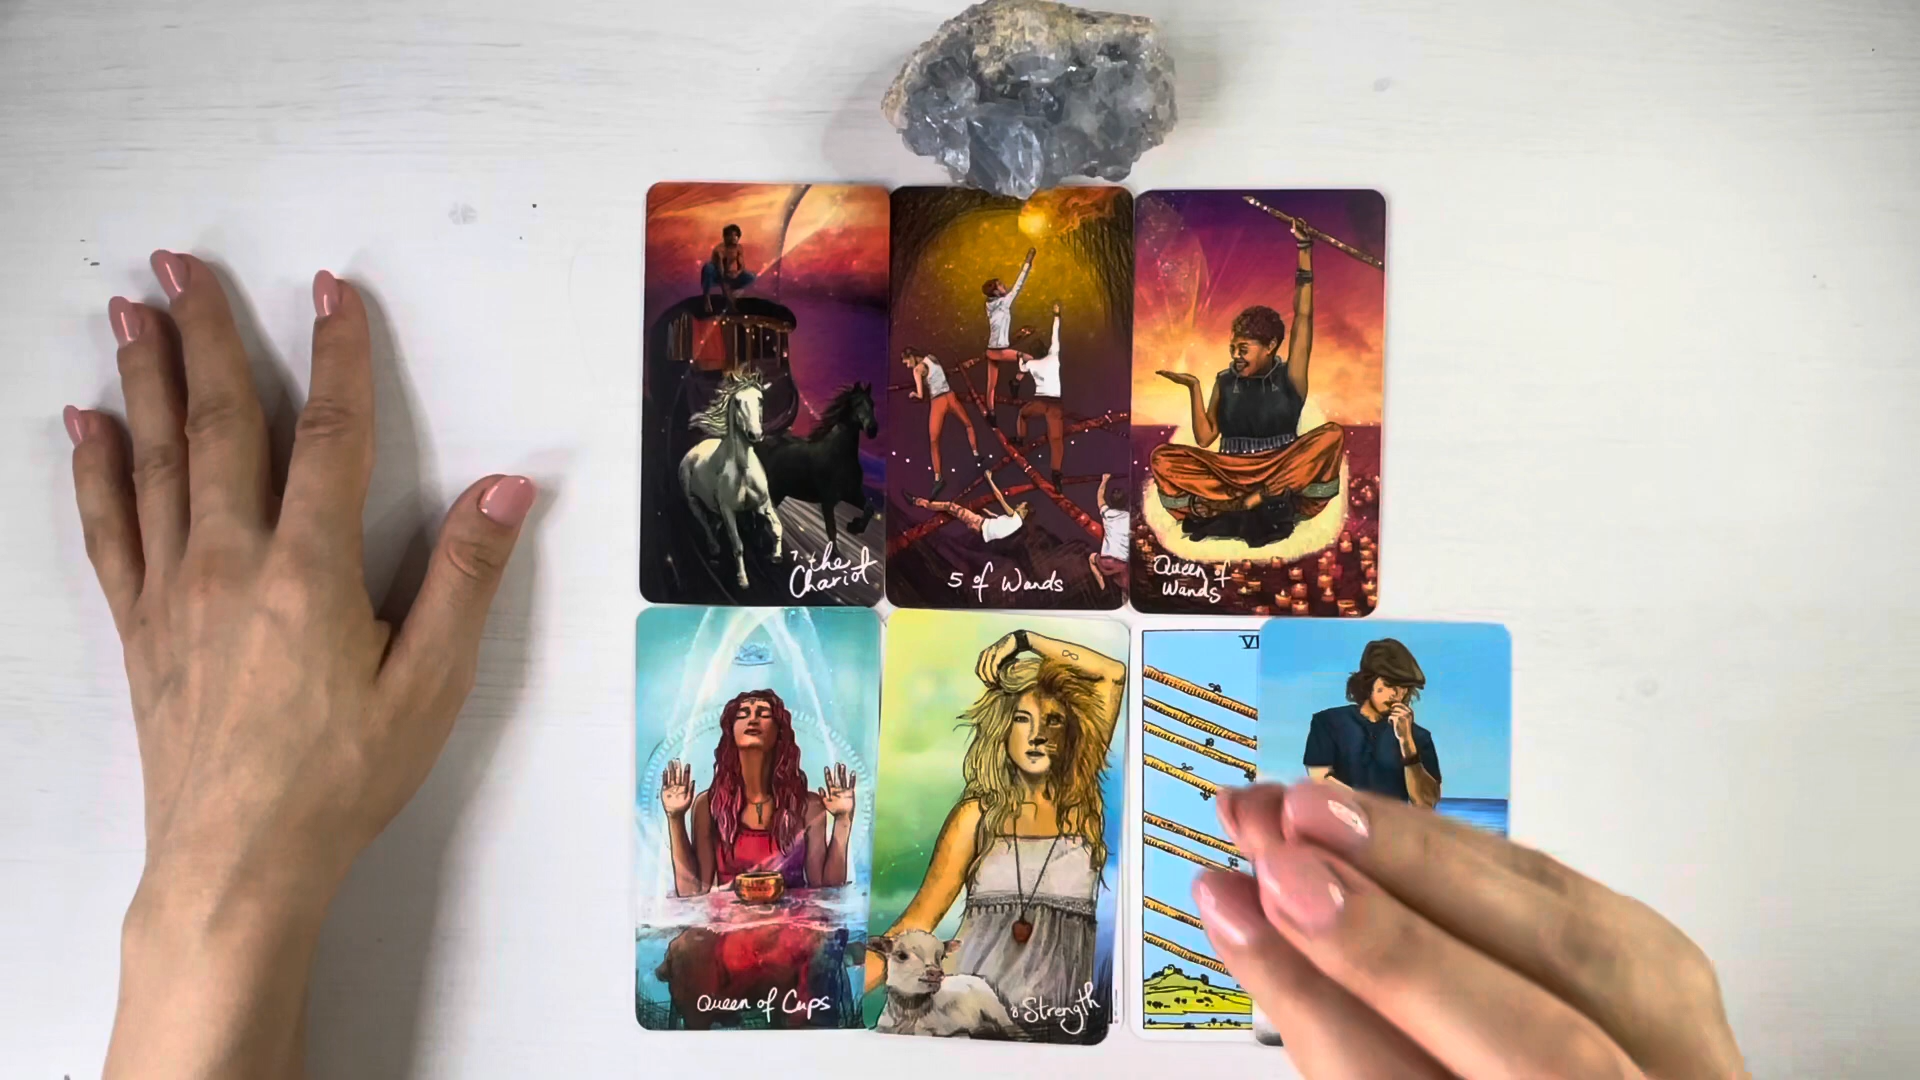 7. the
Chariot
5 of Wands
Queen of
Wands
Queen of Cups
8 Strength
VI